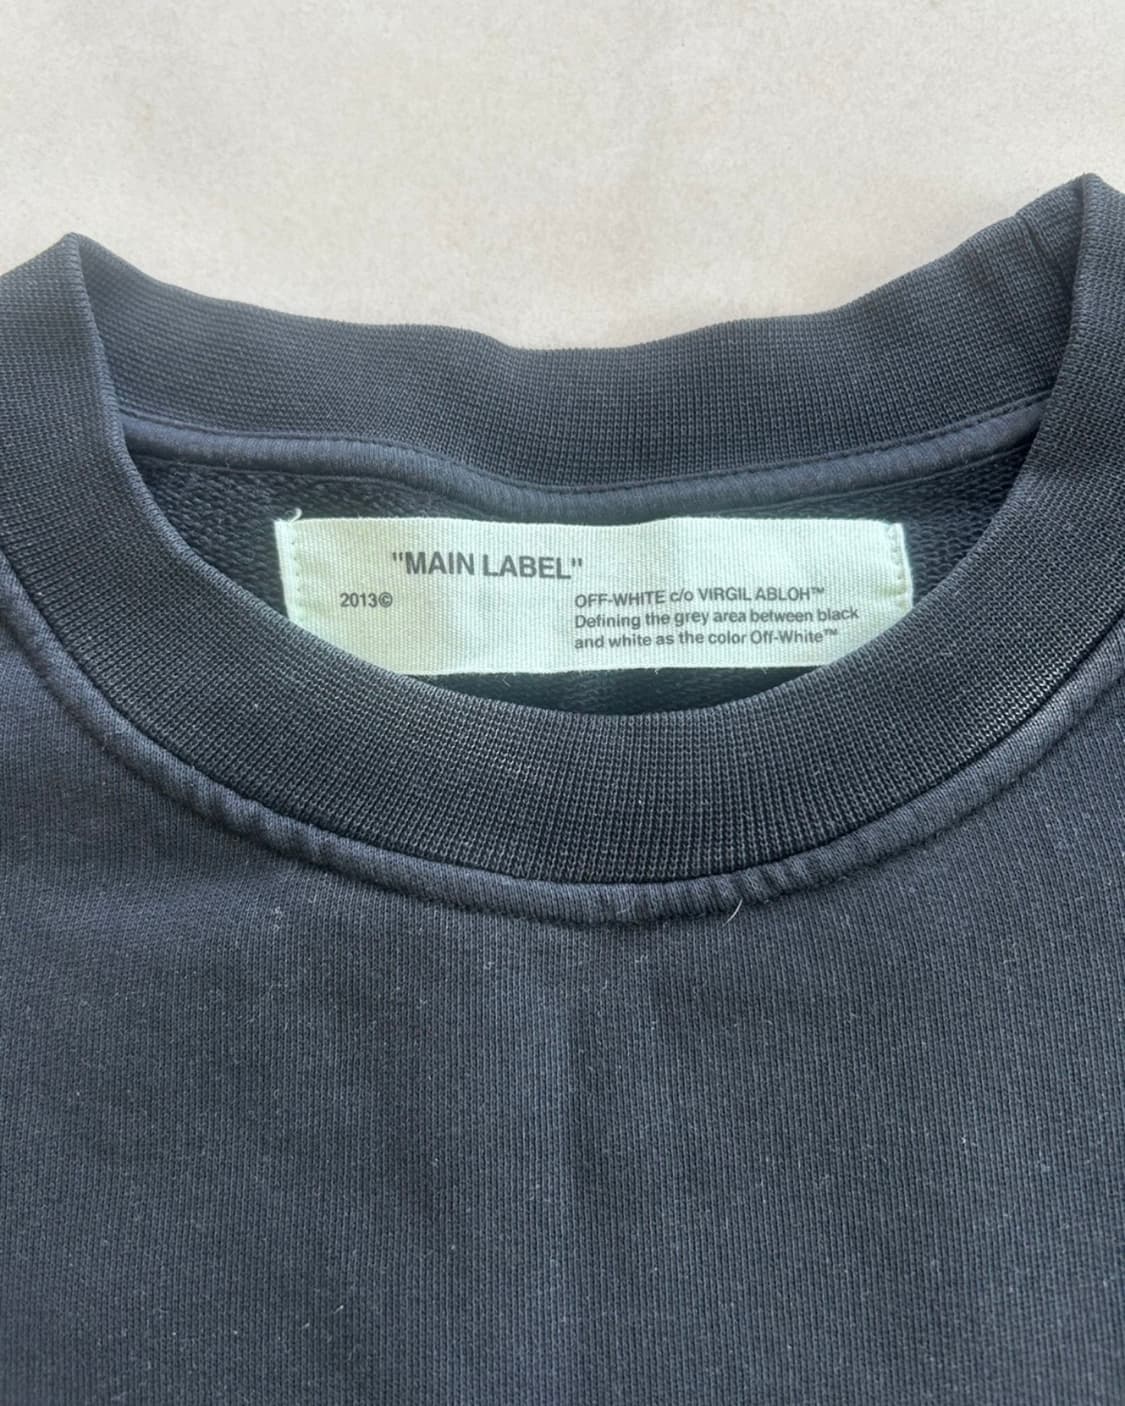 "MAIN LABEL"
2013©
OFF-WHITE c/o VIRGIL ABLOH™
Defining the grey area between black
and white as the color Off-White™